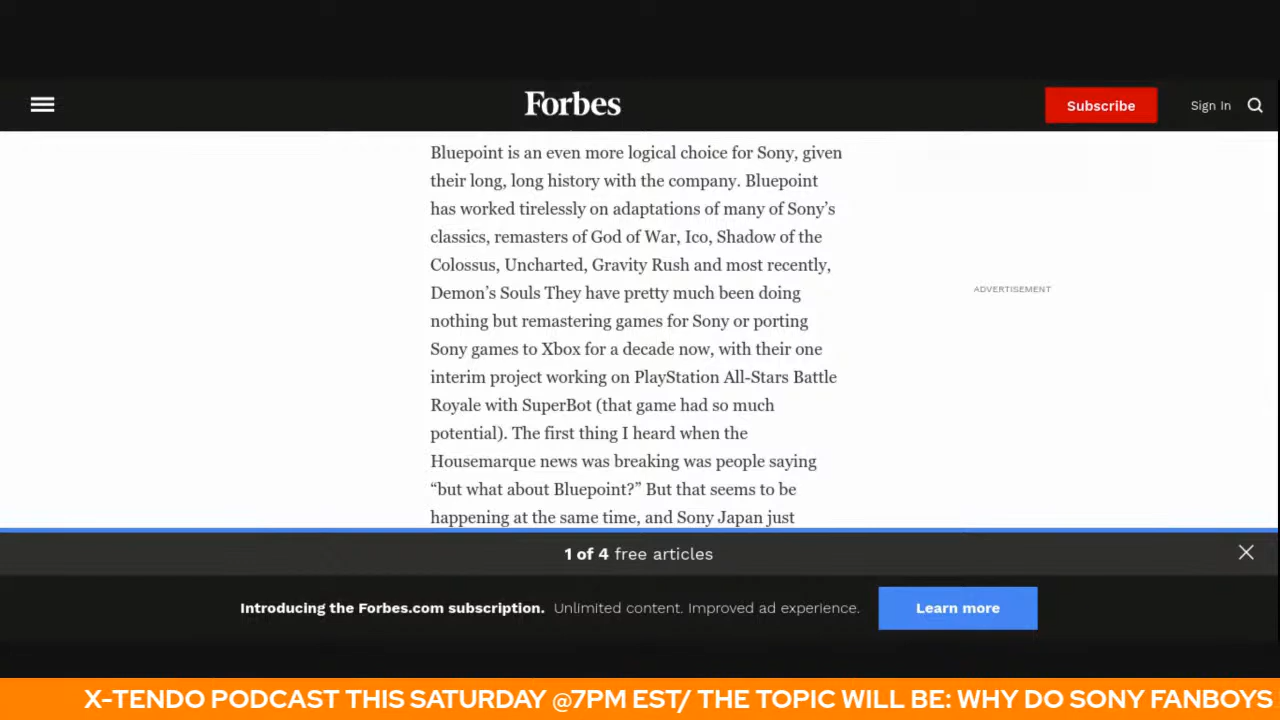 Forbes
Subscribe
Sign In
Bluepoint is an even more logical choice for Sony, given
their long, long history with the company. Bluepoint
has worked tirelessly on adaptations of many of Sony’s
classics, remasters of God of War, Ico, Shadow of the
Colossus, Uncharted, Gravity Rush and most recently,
Demon’s Souls They have pretty much been doing
nothing but remastering games for Sony or porting
Sony games to Xbox for a decade now, with their one
interim project working on PlayStation All-Stars Battle
Royale with SuperBot (that game had so much
potential). The first thing I heard when the
Housemarque news was breaking was people saying
“but what about Bluepoint?” But that seems to be
happening at the same time, and Sony Japan just
ADVERTISEMENT
1 of 4 free articles
Introducing the Forbes.com subscription. Unlimited content. Improved ad experience.
Learn more
X-TENDO PODCAST THIS SATURDAY @7PM EST/ THE TOPIC WILL BE: WHY DO SONY FANBOYS